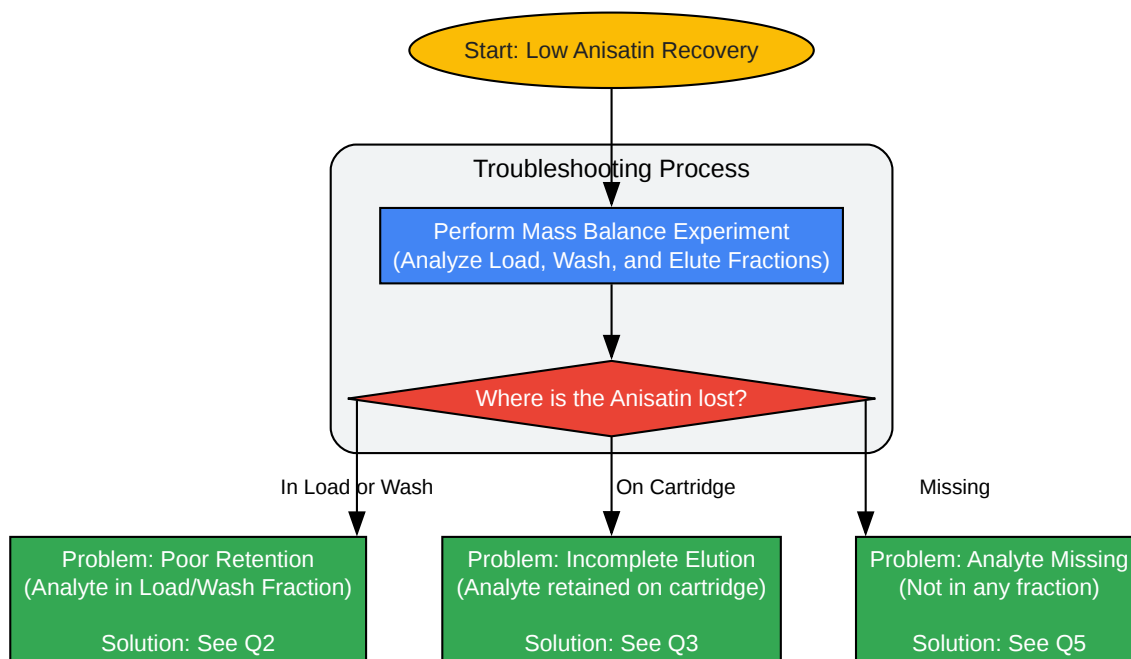 Start: Low Anisatin Recovery
Troubleshooting Process
Perform Mass Balance Experiment
(Analyze Load, Wash, and Elute Fractions)
Where is the Anisatin lost?
In Load or Wash
On Cartridge
Missing
Problem: Poor Retention
(Analyte in Load/Wash Fraction)
Solution: See Q2
Problem: Incomplete Elution
(Analyte retained on cartridge)
Solution: See Q3
Problem: Analyte Missing
(Not in any fraction)
Solution: See Q5